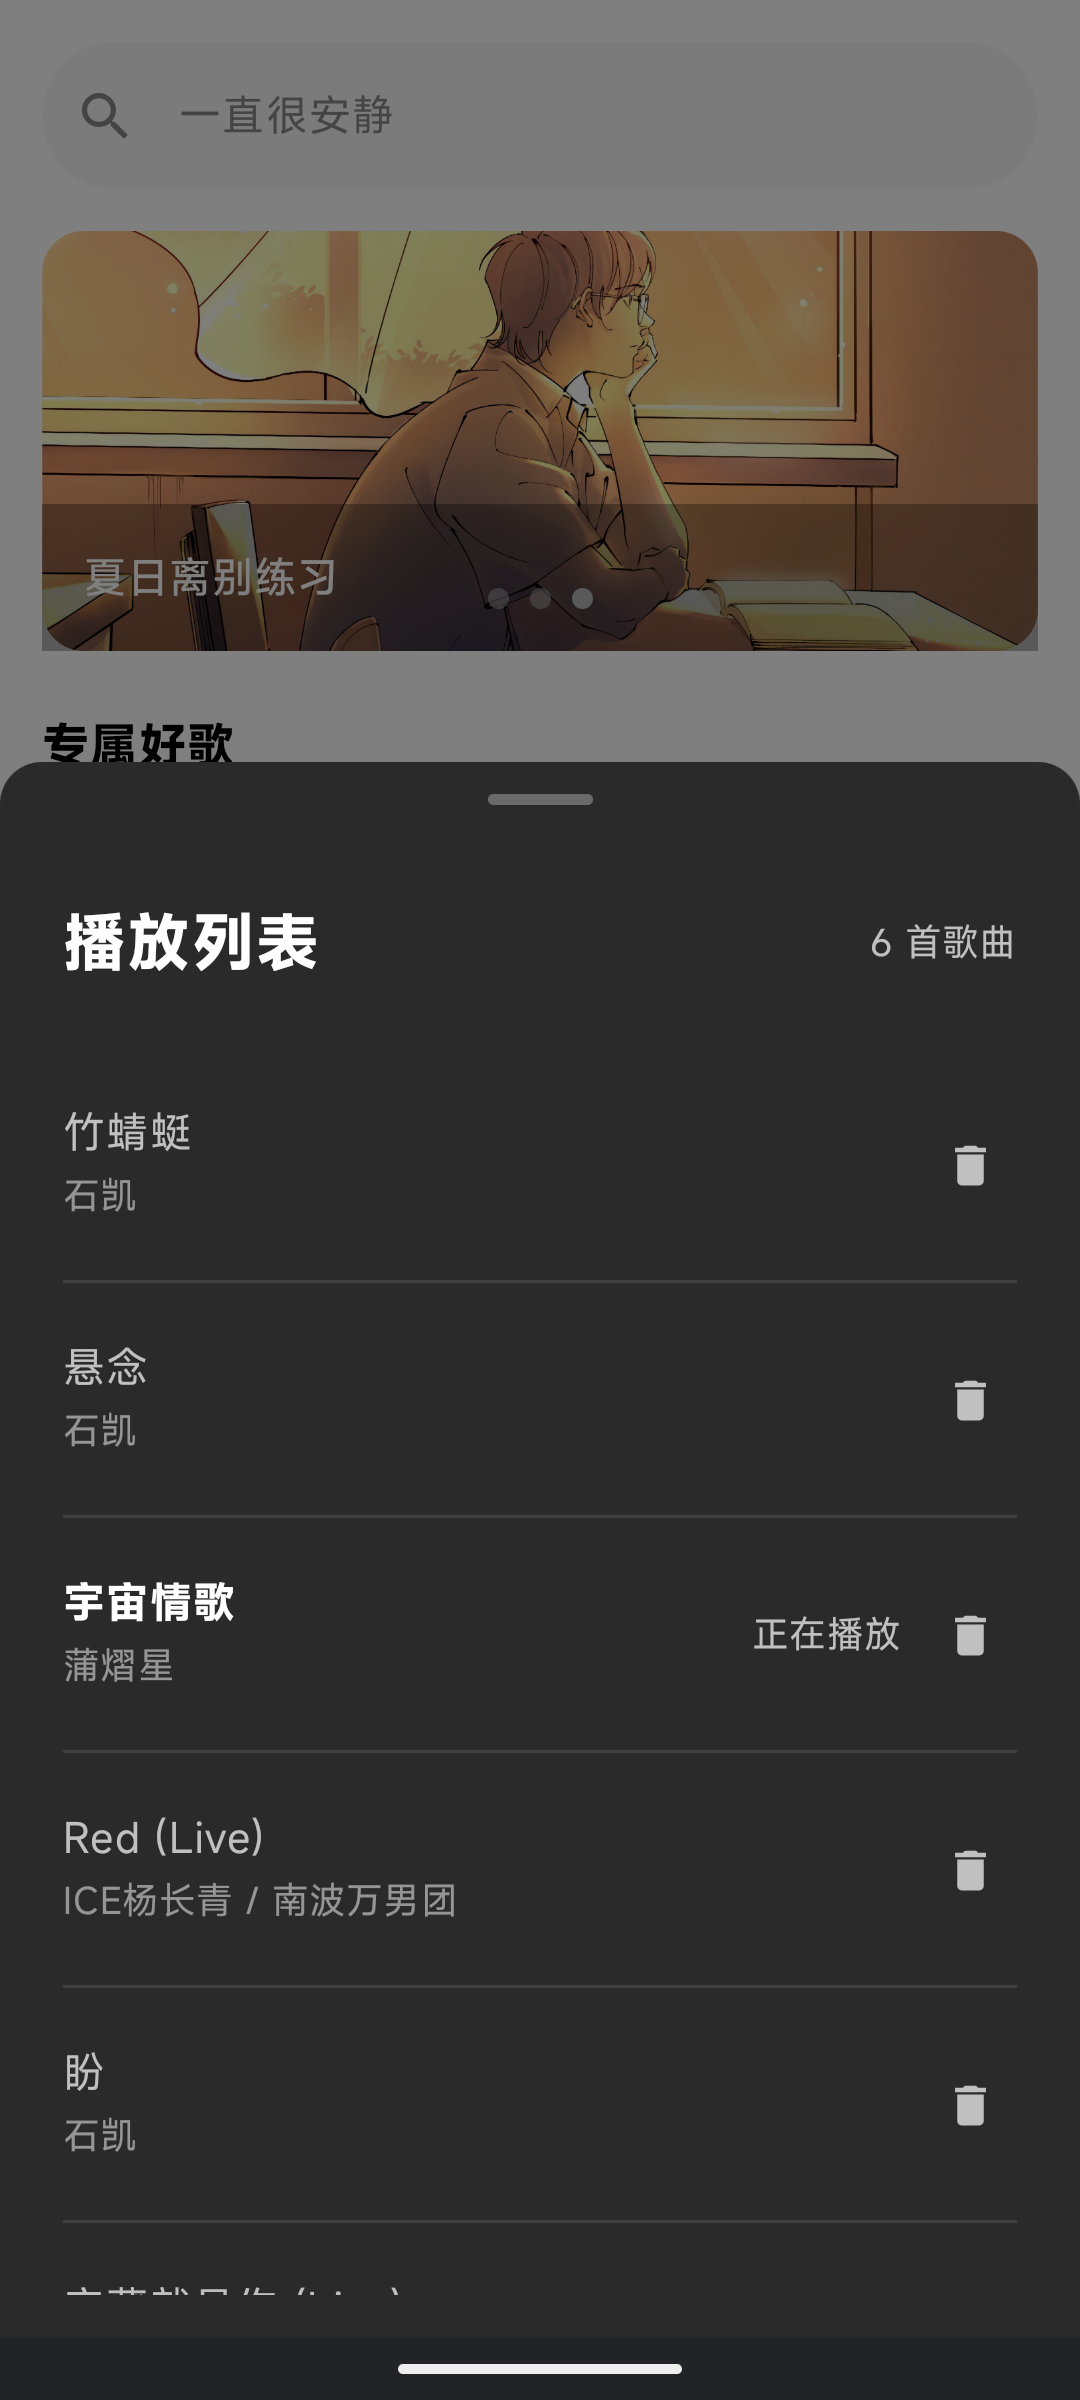 一直很安静
夏日离别练习
专属好歌
播放列表
6 首歌曲
竹蜻蜓
石凯
悬念
石凯
宇宙情歌
蒲熠星
正在播放
Red (Live)
ICE杨长青 / 南波万男团
盼
石凯